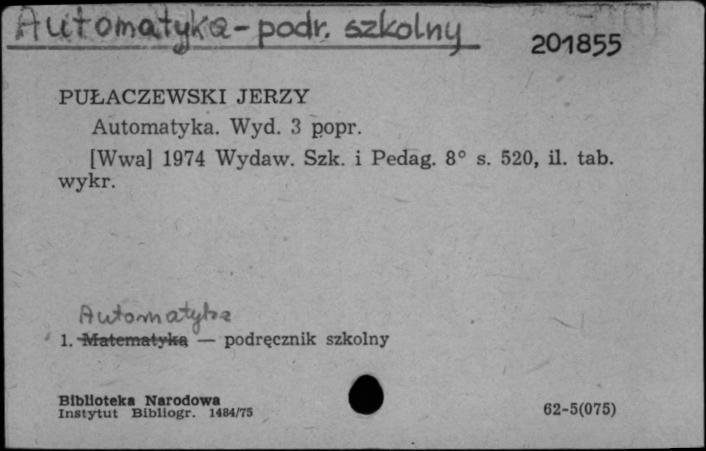 Automatyka - podr. szkolny
201855
PUŁACZEWSKI JERZY
Automatyka. Wyd. 3 popr.
[Wwa] 1974 Wydaw. Szk. i Pedag. 8° s. 520, il. tab.
wykr.
Automatyka
1. Matematyka — podręcznik szkolny
Biblioteka Narodowa
Instytut Bibliogr. 1484/75
62-5(075)